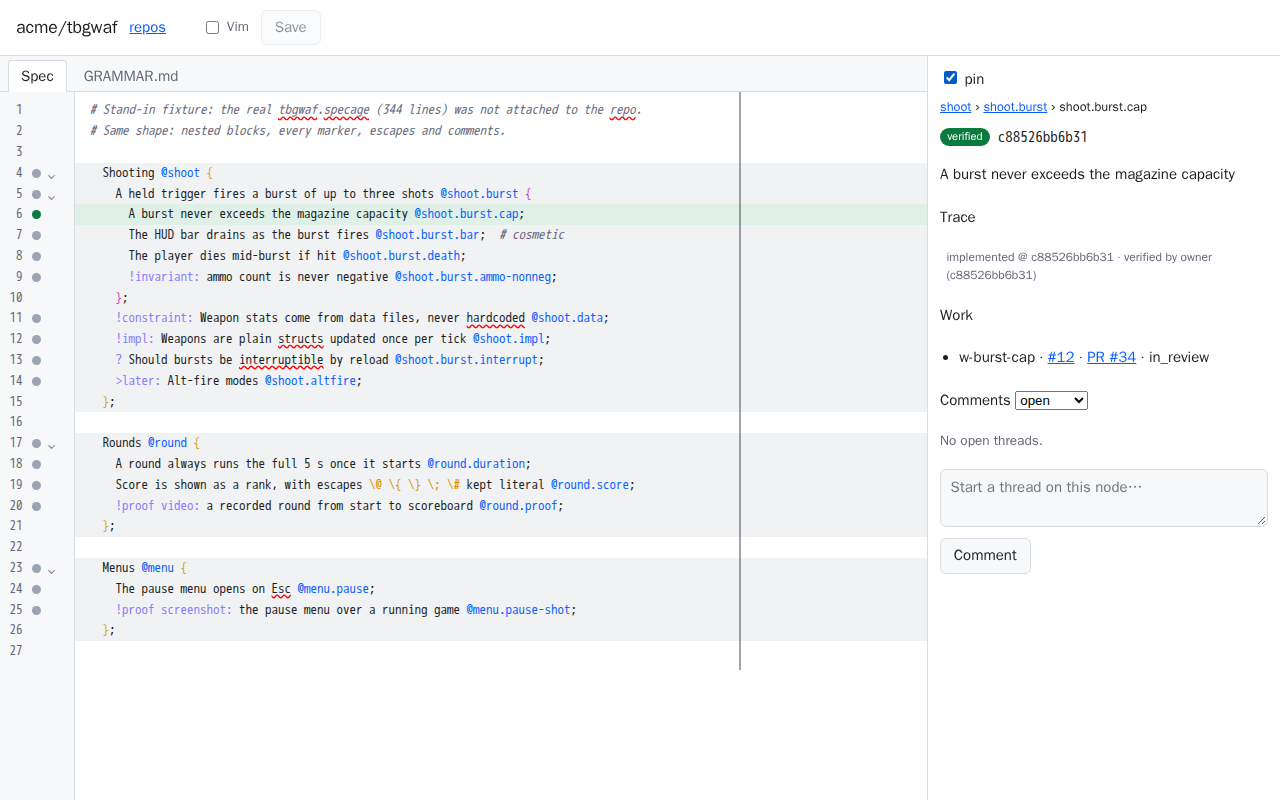 acme/tbgwaf repos Vim Save
Spec GRAMMAR.md
1 # Stand-in fixture: the real tbgwaf.specage (344 lines) was not attached to the repo.
2 # Same shape: nested blocks, every marker, escapes and comments.
3
4 Shooting @shoot {
5 A held trigger fires a burst of up to three shots @shoot.burst {
6 A burst never exceeds the magazine capacity @shoot.burst.cap;
7 The HUD bar drains as the burst fires @shoot.burst.bar; # cosmetic
8 The player dies mid-burst if hit @shoot.burst.death;
9 !invariant: ammo count is never negative @shoot.burst.ammo-nonneg;
10 };
11 !constraint: Weapon stats come from data files, never hardcoded @shoot.data;
12 !impl: Weapons are plain structs updated once per tick @shoot.impl;
13 ? Should bursts be interruptible by reload @shoot.burst.interrupt;
14 >later: Alt-fire modes @shoot.altfire;
15 };
16
17 Rounds @round {
18 A round always runs the full 5 s once it starts @round.duration;
19 Score is shown as a rank, with escapes \@ \{ \} \; \# kept literal @round.score;
20 !proof video: a recorded round from start to scoreboard @round.proof;
21 };
22
23 Menus @menu {
24 The pause menu opens on Esc @menu.pause;
25 !proof screenshot: the pause menu over a running game @menu.pause-shot;
26 };
27
pin
shoot › shoot.burst › shoot.burst.cap
verified c88526bb6b31
A burst never exceeds the magazine capacity
Trace
implemented @ c88526bb6b31 · verified by owner
(c88526bb6b31)
Work
• w-burst-cap · #12 · PR #34 · in_review
Comments open
No open threads.
Start a thread on this node…
Comment